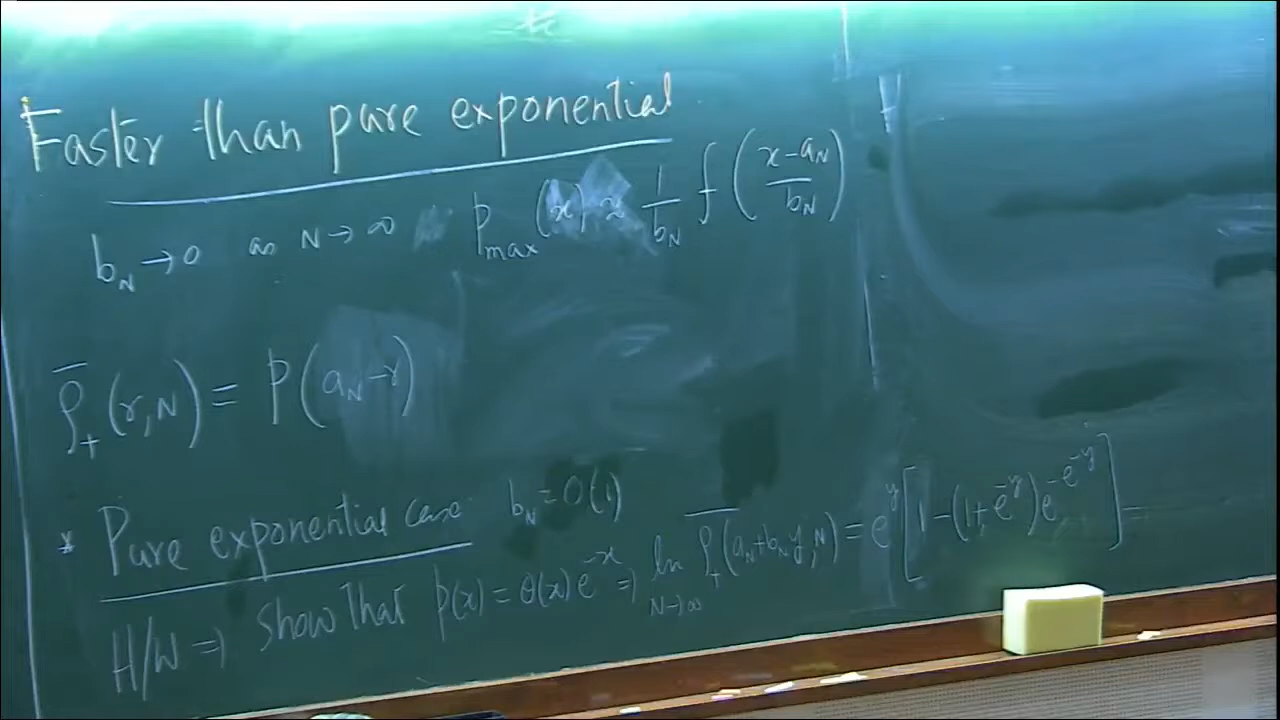 Faster than pure exponential
b_N → 0 as N → ∞ p_max(x) ≈ 1/b_N f((x-a_N)/b_N)
ρ̄_+(r,N) = p(a_N-r)
* Pure exponential case b_N = O(1)
H/W ⇒ Show that p(x) = θ(x)e^{-x} ⇒ lim_{N→∞} ρ̄_+(a_N+b_N y, N) = e^y[1-(1+e^{-y})e^{-e^{-y}}] =